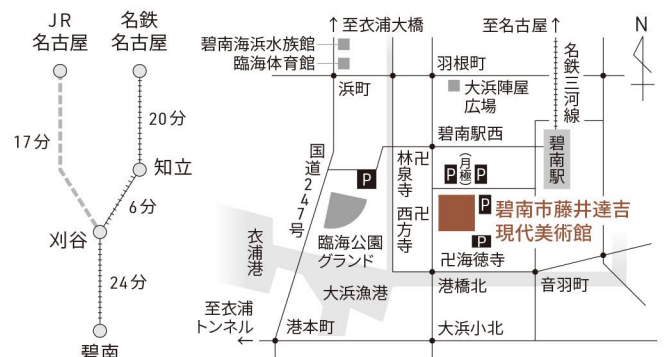 JR
名古屋
名鉄
名古屋
17分
20分
知立
6分
刈谷
24分
碧南
↑至衣浦大橋
至名古屋↑
N
碧南海浜水族館
臨海体育館
浜町
羽根町
大浜陣屋
広場
名鉄三河線
碧南駅西
碧南駅
国道247号
林泉寺
卍
P
P
(月極)
P
西方寺
卍
P
碧南市藤井達吉
現代美術館
P
臨海公園
グランド
衣浦港
卍海徳寺
大浜漁港
港橋北
音羽町
至衣浦
トンネル
←
港本町
大浜小北